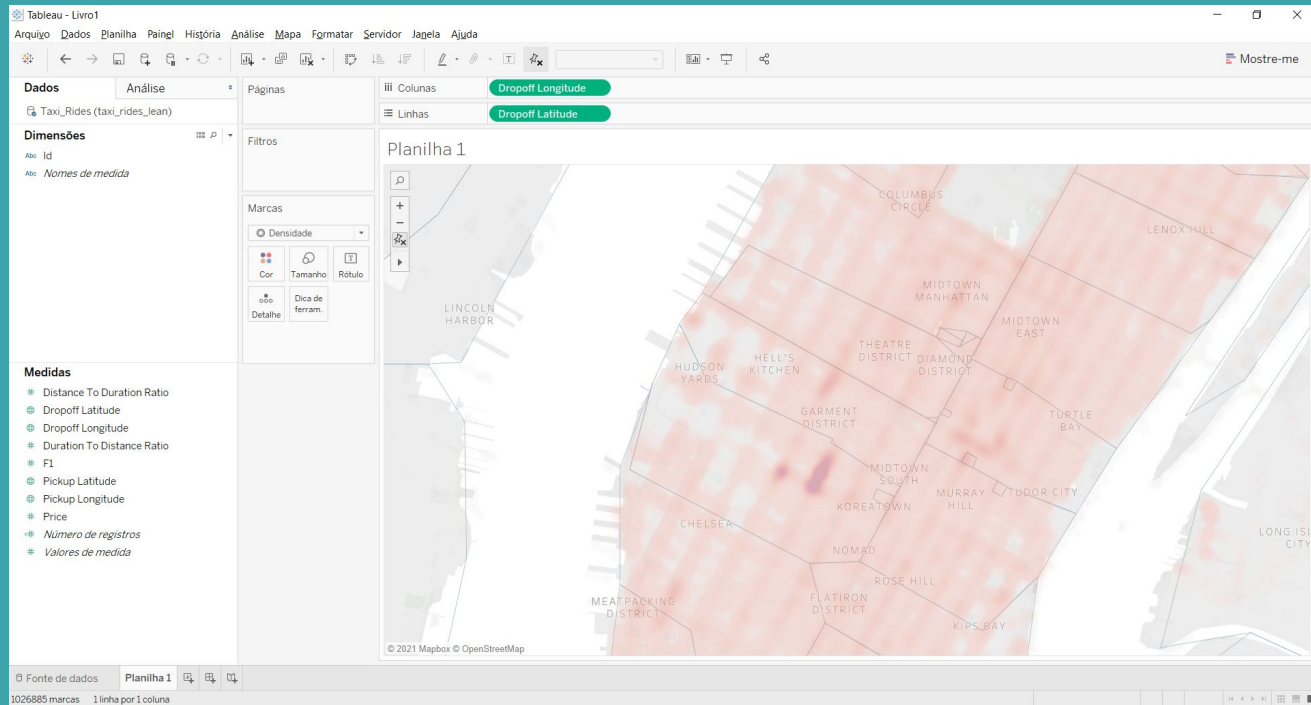 Tableau - Livro1
Arquivo Dados Planilha Painel História Análise Mapa Formatar Servidor Janela Ajuda
Mostre-me
Dados
Análise
Taxi_Rides (taxi_rides_lean)
Dimensões
Abc Id
Abc Nomes de medida
Medidas
# Distance To Duration Ratio
Dropoff Latitude
Dropoff Longitude
# Duration To Distance Ratio
# F1
Pickup Latitude
Pickup Longitude
# Price
=# Número de registros
# Valores de medida
Páginas
Filtros
Marcas
Densidade
Cor
Tamanho
Rótulo
Detalhe
Dica de
ferram.
Colunas
Dropoff Longitude
Linhas
Dropoff Latitude
Planilha 1
COLUMBUS
CIRCLE
LENOX HILL
MIDTOWN
MANHATTAN
LINCOLN
HARBOR
MIDTOWN
EAST
THEATRE
DISTRICT
DIAMOND
DISTRICT
HELL'S
KITCHEN
HUDSON
YARDS
GARMENT
DISTRICT
TURTLE
BAY
MIDTOWN
SOUTH
MURRAY
HILL
TUDOR CITY
KOREATOWN
CHELSEA
LONG ISL
CITY
NOMAD
ROSE HILL
MEATPACKING
DISTRICT
FLATIRON
DISTRICT
KIPS BAY
© 2021 Mapbox © OpenStreetMap
Fonte de dados
Planilha 1
1026885 marcas
1 linha por 1 coluna